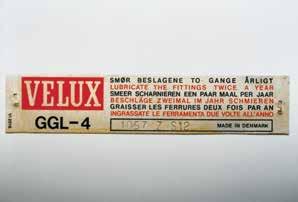 VELUX
GGL-4
SMØR BESLAGENE TO GANGE ÅRLIGT
LUBRICATE THE FITTINGS TWICE A YEAR
SMEER SCHARNIEREN EEN PAAR MAAL PER JAAR
BESCHLÄGE ZWEIMAL IM JAHR SCHMIEREN
GRAISSER LES FERRURES DEUX FOIS PAR AN
INGRASSATE LE FERRAMENTA DUE VOLTE ALL'ANNO
1057 Z S12
MADE IN DENMARK